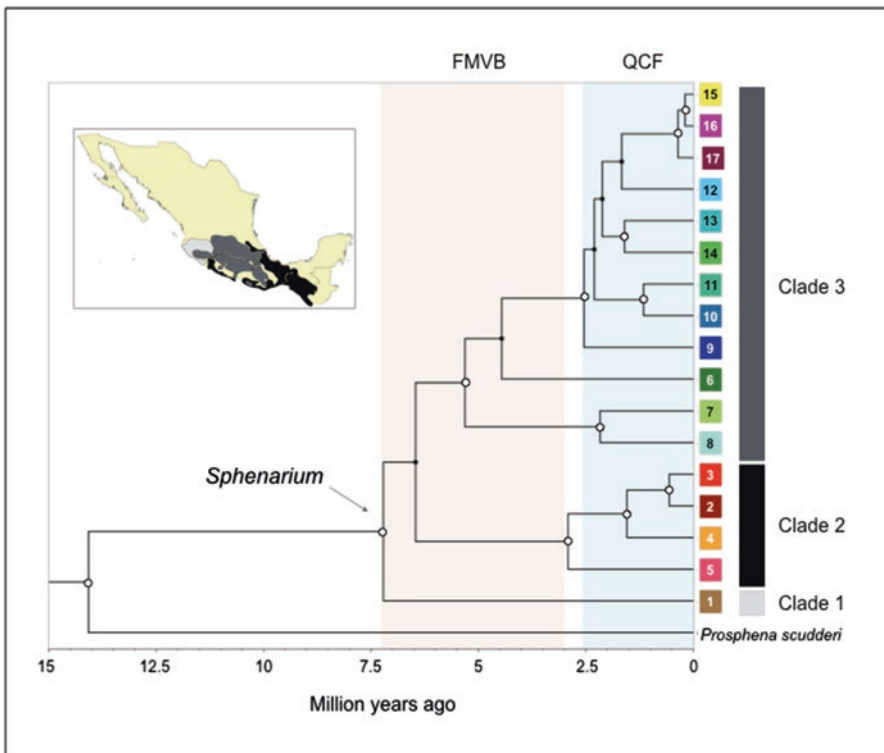 FMVB QCF
15
16
17
12
13
14
11
10
9
6
7
8
3
2
4
5
1
Clade 3
Clade 2
Clade 1
Sphenarium
Prosphena scudderi
15 12.5 10 7.5 5 2.5 0
Million years ago